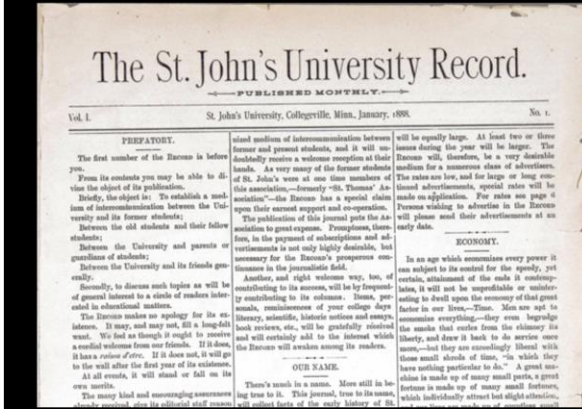 The St. John's University Record.
PUBLISHED MONTHLY.
Vol. I. St. John's University, Collegeville, Minn., January, 1888. No. 1.
PREFATORY.
The first number of the RECORD is before
you.
From its contents you may be able to di-
vine the object of its publication.
Briefly, the object is: To establish a med-
ium of intercommunication between the Uni-
versity and its former students;
Between the old students and their fellow
students;
Between the University and parents or
guardians of students;
Between the University and its friends gen-
erally.
Secondly, to discuss such topics as will be
of general interest to a circle of readers inter-
ested in educational matters.
The RECORD makes no apology for its ex-
istence. It may, and may not, fill a long-felt
want. We feel as though it ought to receive
a cordial welcome from our friends. If it does,
it has a raison d'etre. If it does not, it will go
to the wall after the first year of its existence.
At all events, it will stand or fall on its
own merits.
The many kind and encouraging assurances
already received, give its editorial staff reason
nized medium of intercommunication between
former and present students, and it will un-
doubtedly receive a welcome reception at their
hands. As very many of the former students
of St. John's were at one time members of
this association,—formerly "St. Thomas' As-
sociation"—the RECORD has a special claim
upon their earnest support and co-operation.
The publication of this journal puts the As-
sociation to great expense. Promptness, there-
fore, in the payment of subscriptions and ad-
vertisements is not only highly desirable, but
necessary for the RECORD'S prosperous con-
tinuance in the journalistic field.
Another, and right welcome way, too, of
contributing to its success, will be by frequent-
ly contributing to its columns. Items, per-
sonals, reminiscences of your college days
literary, scientific, historic notices and essays,
book reviews, etc., will be gratefully received
and will certainly add to the interest which
the RECORD will awaken among its readers.
OUR NAME.
There's much in a name. More still in be-
ing true to it. This journal, true to its name,
will collect facts of the early history of St.
will be equally large. At least two or three
issues during the year will be larger. The
RECORD will, therefore, be a very desirable
medium for a numerous class of advertisers.
The rates are low, and for large or long con-
tinued advertisements, special rates will be
made on application. For rates see page 6
Persons wishing to advertise in the RECORD
will please send their advertisements at an
early date.
ECONOMY.
In an age which economises every power it
can subject to its control for the speedy, yet
certain, attainment of the ends it contemp-
lates, it will not be unprofitable or uninter-
esting to dwell upon the economy of that great
factor in our lives,—Time. Men are apt to
economise everything,—they even begrudge
the smoke that curls from the chimney its
liberty, and draw it back to do service once
more,—but they are exceedingly liberal with
those small shreds of time, "in which they
have nothing particular to do." A great ma-
chine is made up of many small parts, a great
fortune is made up of many small fortunes,
which individually attract but slight attention,